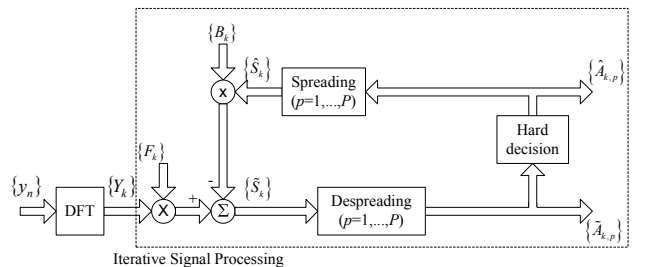 {B_k}
{Ŝ_k}
Spreading
(p=1,...,P)
{Â_{k,p}}
x
Hard
decision
{F_k}
-
{y_n}
{Y_k}
+
{S̃_k}
DFT
X
Σ
Despreading
(p=1,...,P)
{Ã_{k,p}}
Iterative Signal Processing